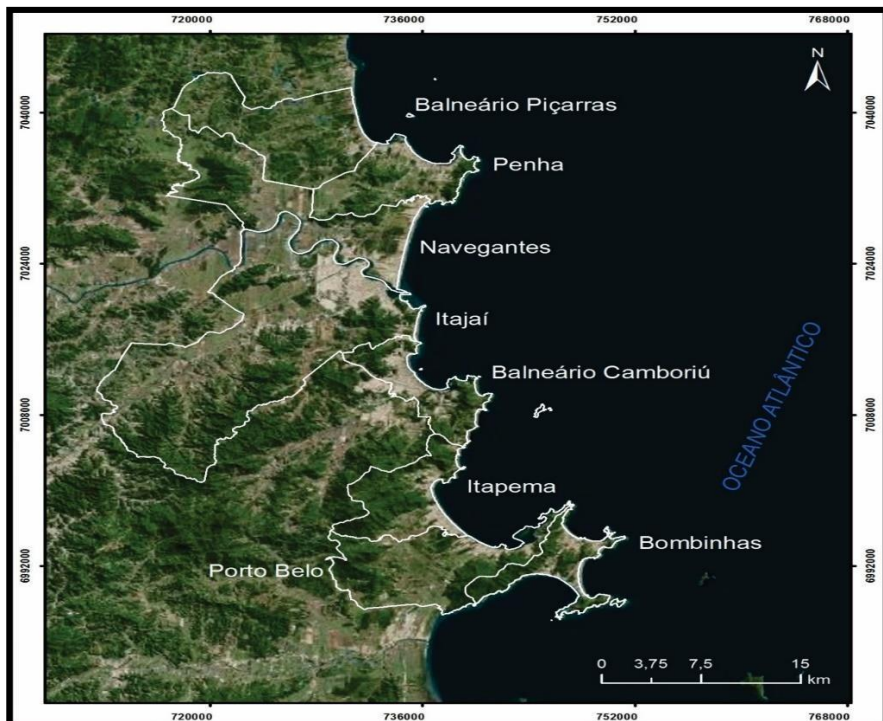 720000 736000 752000 768000
N
7040000 7040000
Balneário Piçarras
Penha
Navegantes
7024000 7024000
Itajaí
Balneário Camboriú
OCEANO ATLÂNTICO
7008000 7008000
Itapema
Bombinhas
Porto Belo
6992000 6992000
0 3,75 7,5 15
km
720000 736000 752000 768000